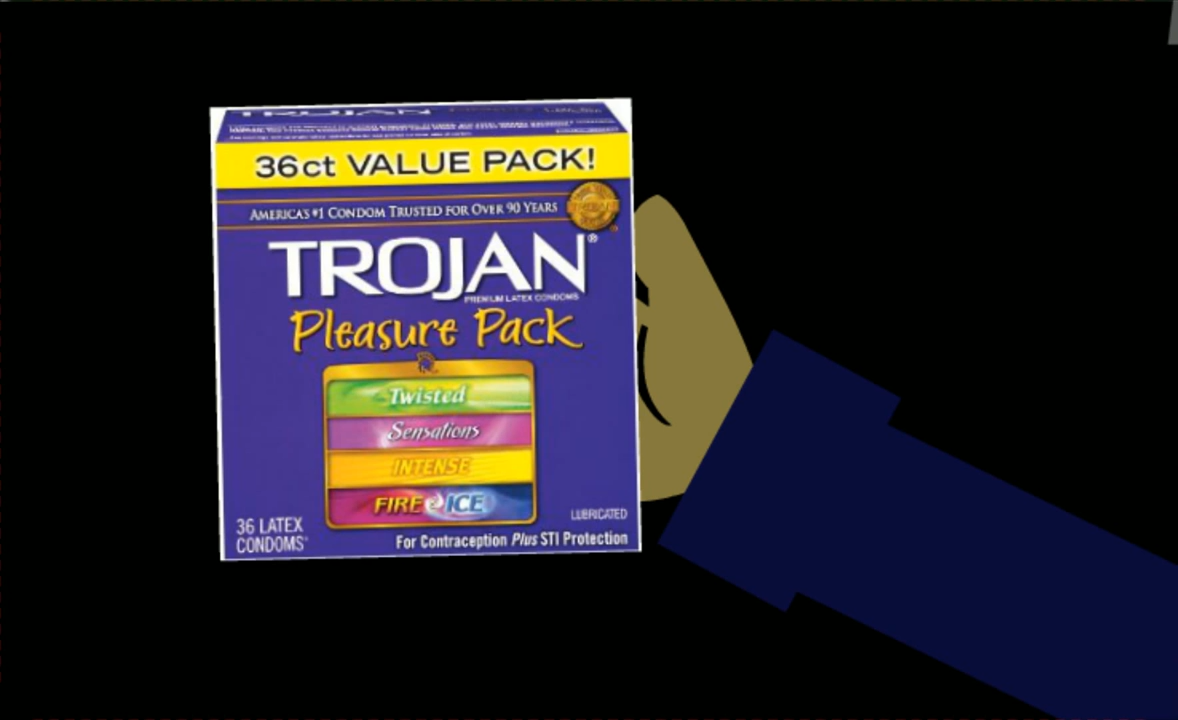 TROJAN
36ct VALUE PACK!
AMERICA'S #1 CONDOM TRUSTED FOR OVER 90 YEARS
TROJAN®
PREMIUM LATEX CONDOMS
Pleasure Pack
Twisted
Sensations
INTENSE
FIRE ICE
LUBRICATED
36 LATEX
CONDOMS
For Contraception Plus STI Protection